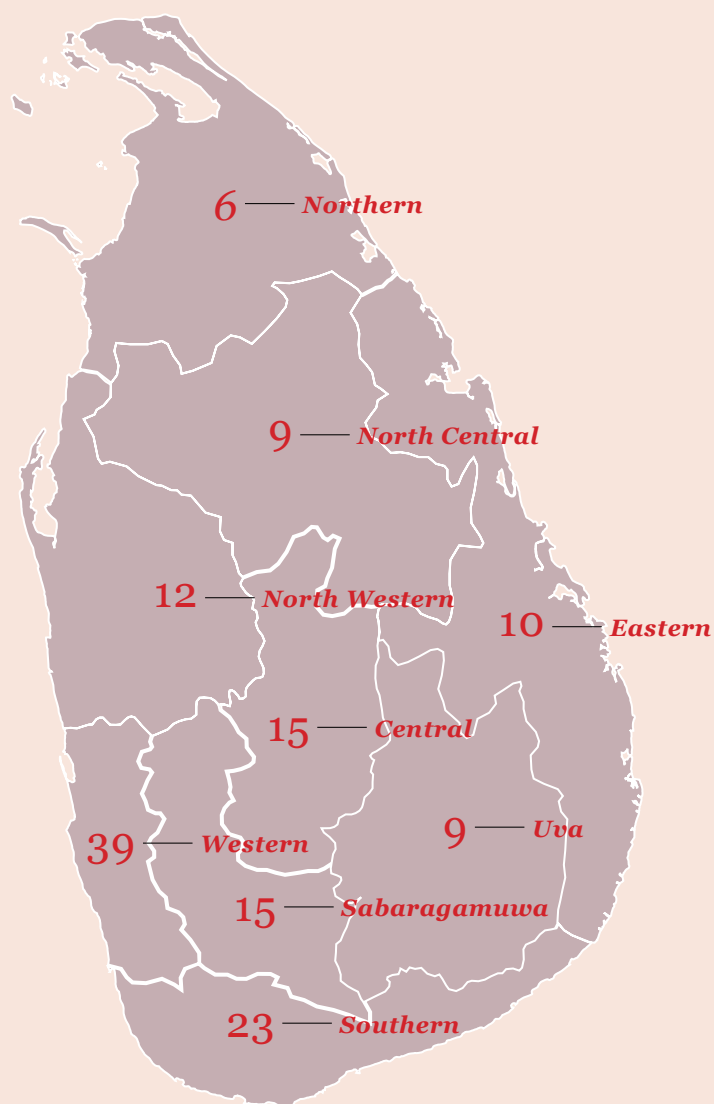 6 Northern
9 North Central
12 North Western
10 Eastern
15 Central
9 Uva
39 Western
15 Sabaragamuwa
23 Southern